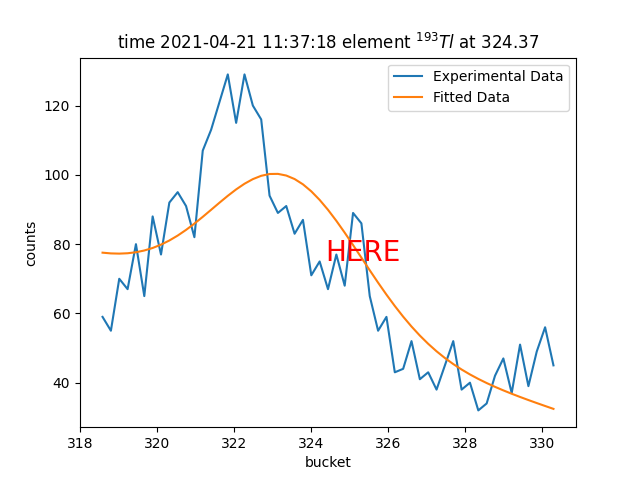 time 2021-04-21 11:37:18 element ¹⁹³Tl at 324.37
Experimental Data
Fitted Data
counts
120
100
80
60
40
HERE
318 320 322 324 326 328 330
bucket